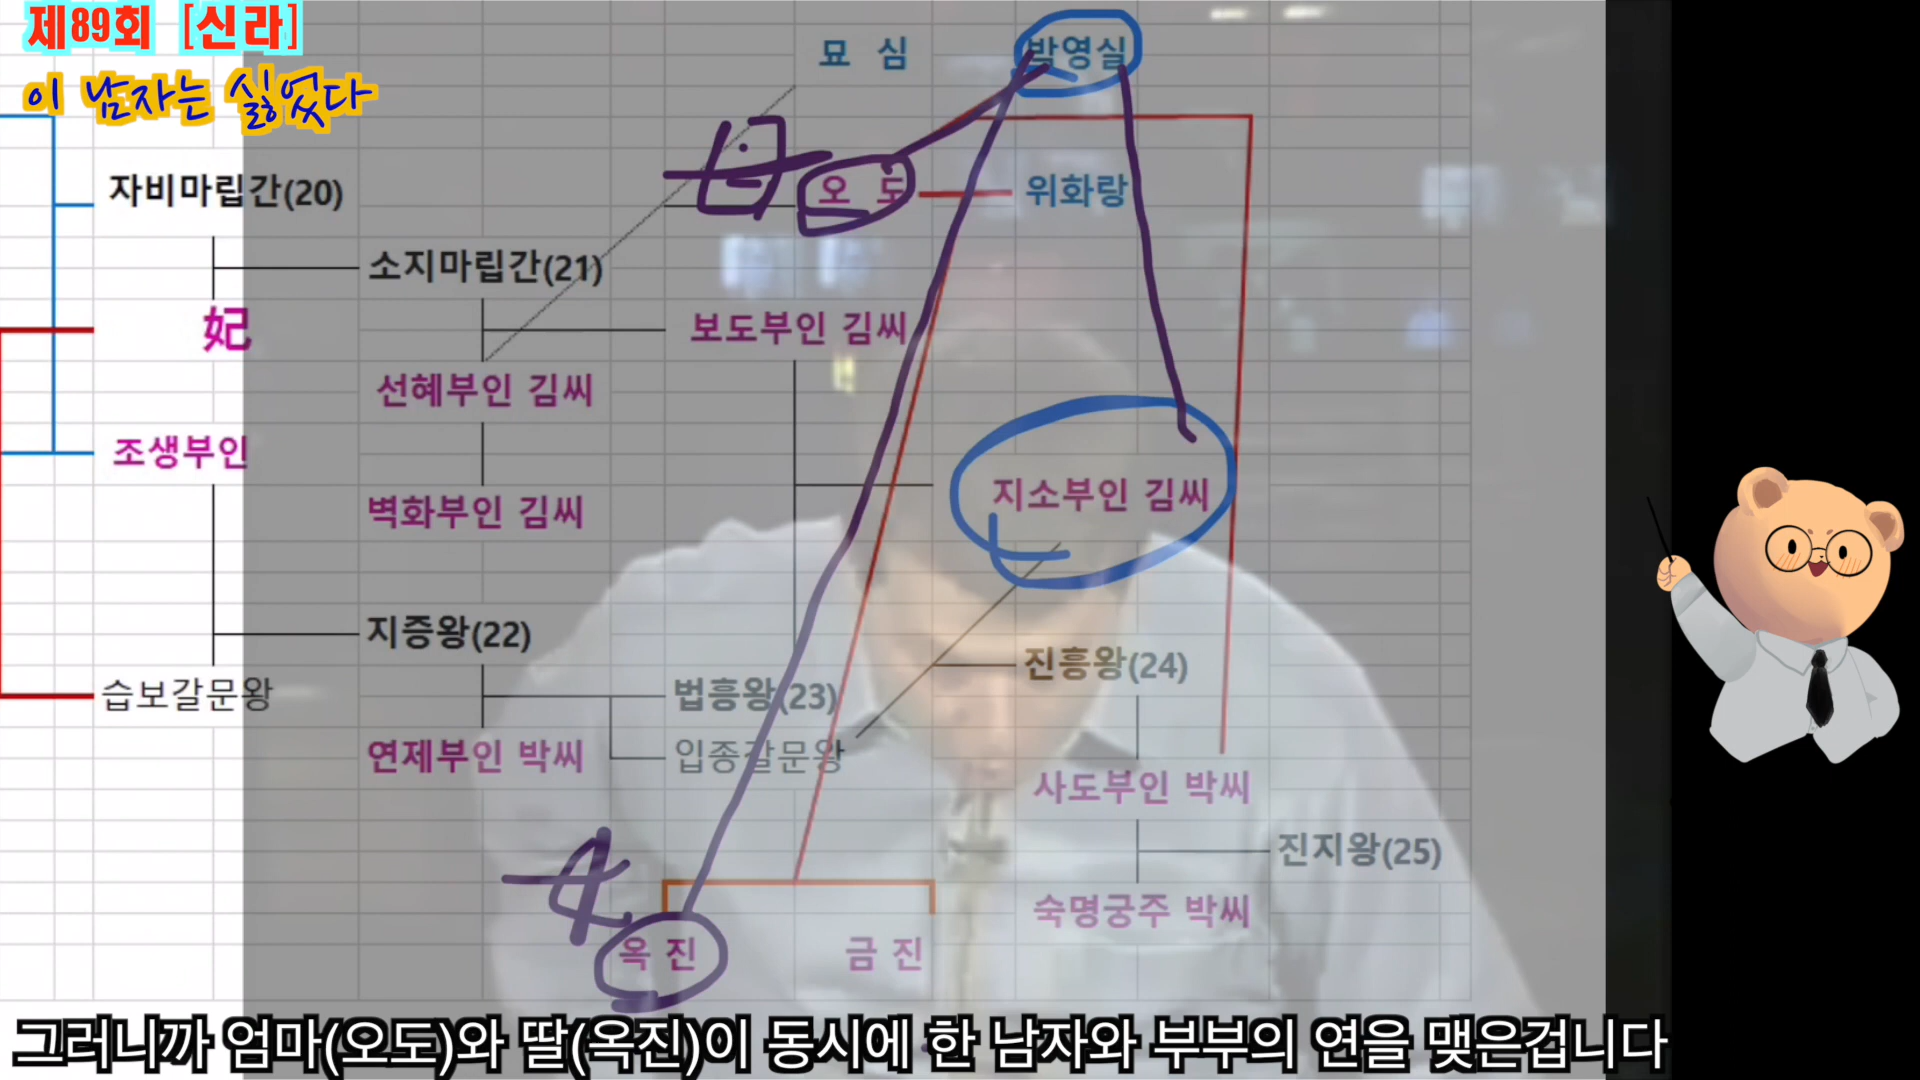 제89회 [신라]
이 남자는 싫었다
묘 심
박영실
母
오 도
위화랑
자비마립간(20)
소지마립간(21)
妃
보도부인 김씨
선혜부인 김씨
조생부인
벽화부인 김씨
지소부인 김씨
지증왕(22)
진흥왕(24)
습보갈문왕
법흥왕(23)
연제부인 박씨
입종갈문왕
사도부인 박씨
진지왕(25)
숙명궁주 박씨
女
옥 진
금 진
그러니까 엄마(오도)와 딸(옥진)이 동시에 한 남자와 부부의 연을 맺은겁니다